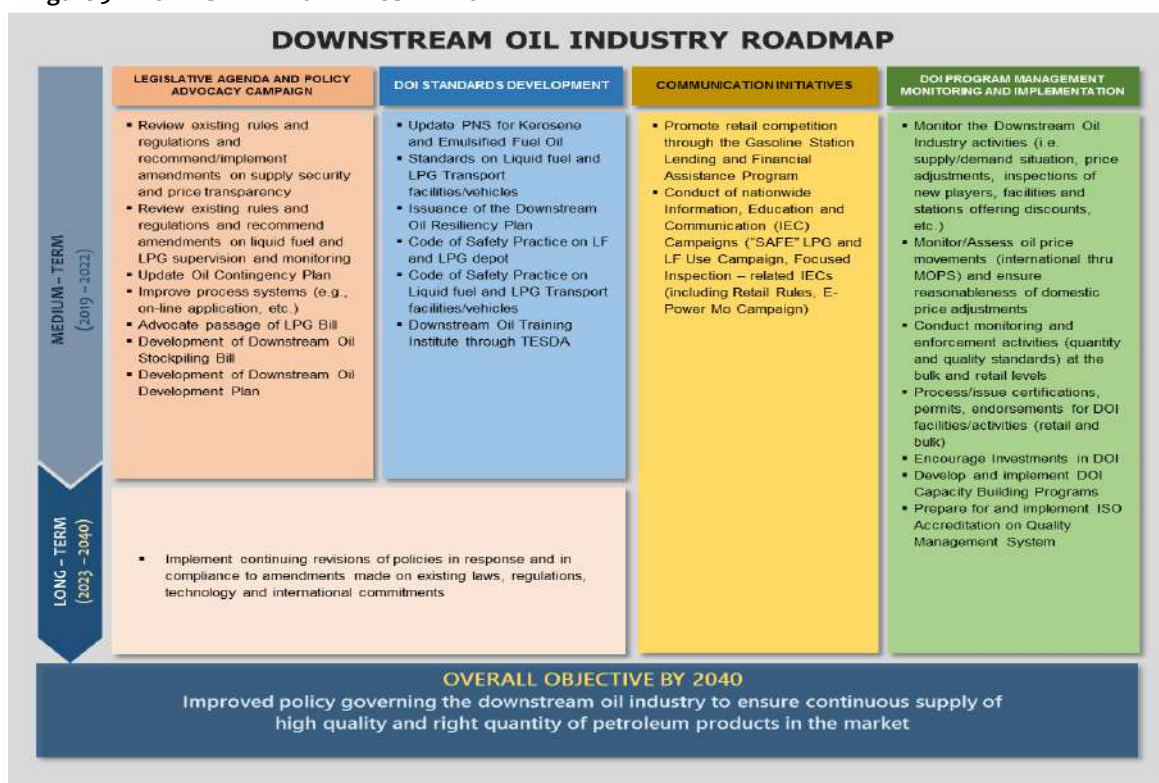 DOWNSTREAM OIL INDUSTRY ROADMAP
MEDIUM – TERM
(2019 – 2022)
LONG – TERM
(2023 – 2040)
LEGISLATIVE AGENDA AND POLICY
ADVOCACY CAMPAIGN
▪ Review existing rules and
regulations and
recommend/implement
amendments on supply security
and price transparency
▪ Review existing rules and
regulations and recommend
amendments on liquid fuel and
LPG supervision and monitoring
▪ Update Oil Contingency Plan
▪ Improve process systems (e.g.,
on-line application, etc.)
▪ Advocate passage of LPG Bill
▪ Development of Downstream Oil
Stockpiling Bill
▪ Development of Downstream Oil
Development Plan
DOI STANDARDS DEVELOPMENT
▪ Update PNS for Kerosene
and Emulsified Fuel Oil
▪ Standards on Liquid fuel and
LPG Transport
facilities/vehicles
▪ Issuance of the Downstream
Oil Resiliency Plan
▪ Code of Safety Practice on LF
and LPG depot
▪ Code of Safety Practice on
Liquid fuel and LPG Transport
facilities/vehicles
▪ Downstream Oil Training
Institute through TESDA
▪ Implement continuing revisions of policies in response and in
compliance to amendments made on existing laws, regulations,
technology and international commitments
COMMUNICATION INITIATIVES
▪ Promote retail competition
through the Gasoline Station
Lending and Financial
Assistance Program
▪ Conduct of nationwide
Information, Education and
Communication (IEC)
Campaigns ("SAFE" LPG and
LF Use Campaign, Focused
Inspection – related IECs
(including Retail Rules, E-
Power Mo Campaign)
DOI PROGRAM MANAGEMENT
MONITORING AND IMPLEMENTATION
▪ Monitor the Downstream Oil
Industry activities (i.e.
supply/demand situation, price
adjustments, inspections of
new players, facilities and
stations offering discounts,
etc.)
▪ Monitor/Assess oil price
movements (international thru
MOPS) and ensure
reasonableness of domestic
price adjustments
▪ Conduct monitoring and
enforcement activities (quantity
and quality standards) at the
bulk and retail levels
▪ Process/issue certifications,
permits, endorsements for DOI
facilities/activities (retail and
bulk)
▪ Encourage Investments in DOI
▪ Develop and implement DOI
Capacity Building Programs
▪ Prepare for and implement ISO
Accreditation on Quality
Management System
OVERALL OBJECTIVE BY 2040
Improved policy governing the downstream oil industry to ensure continuous supply of
high quality and right quantity of petroleum products in the market